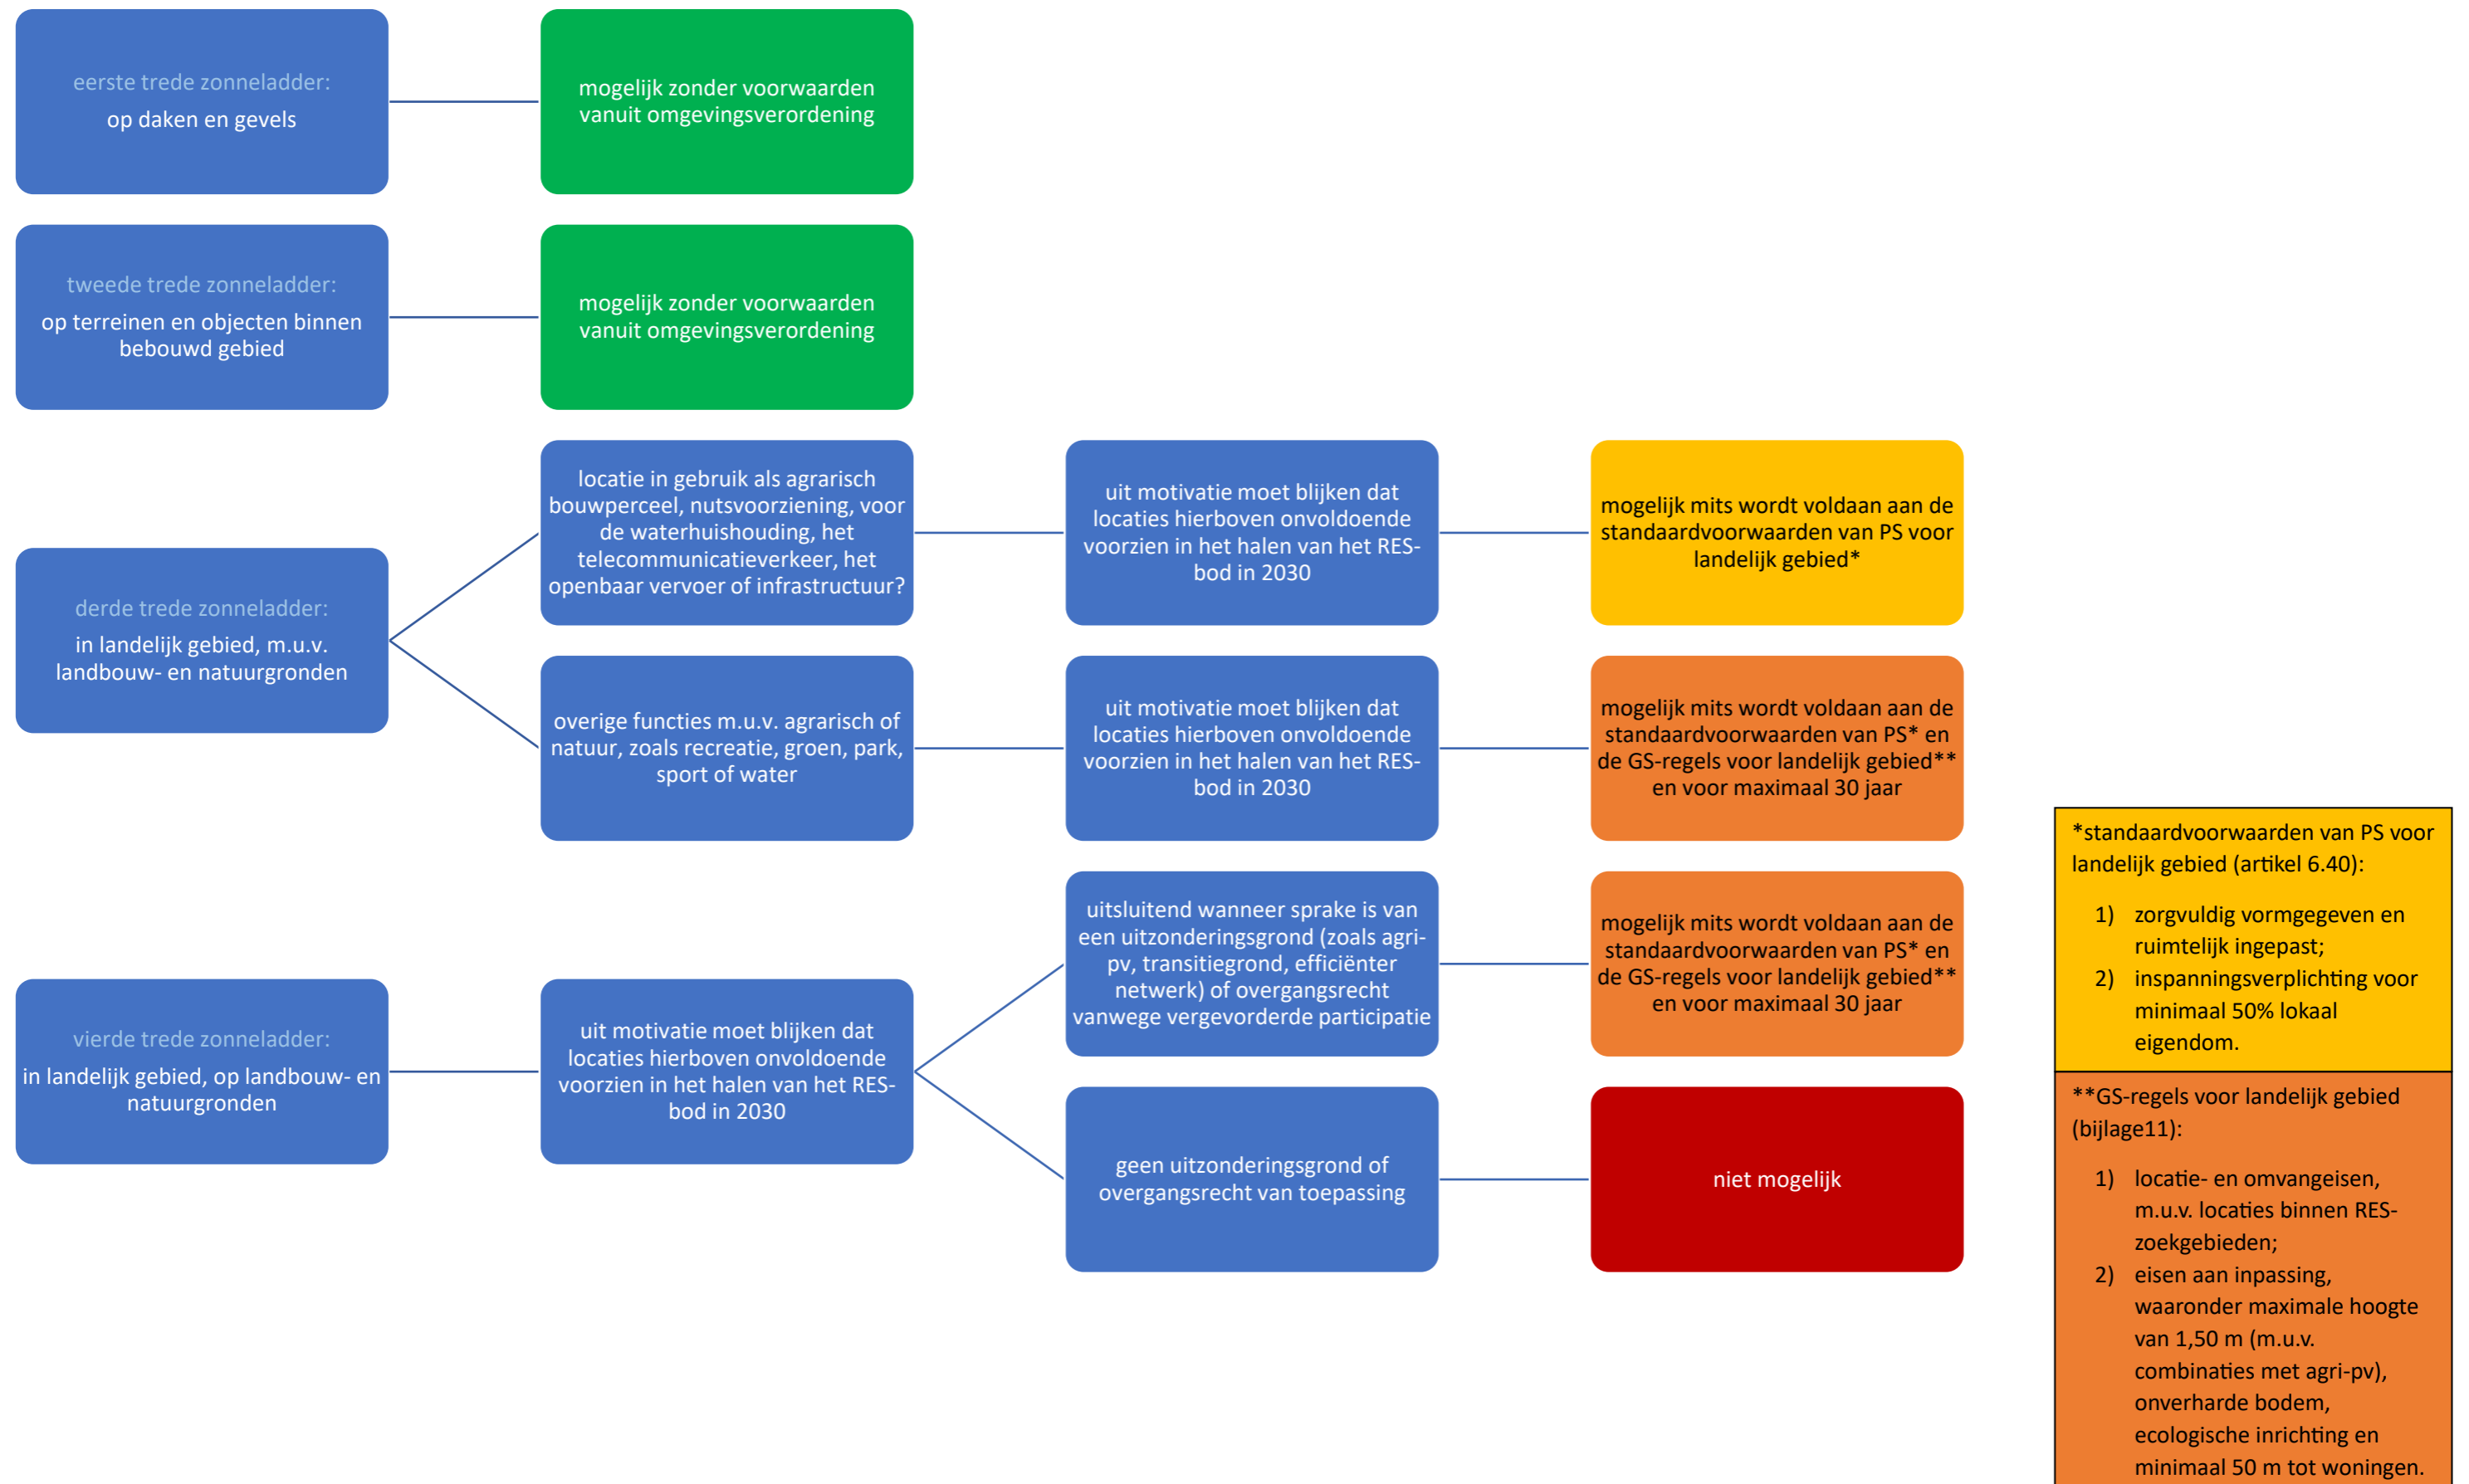 eerste trede zonneladder:
op daken en gevels
mogelijk zonder voorwaarden
vanuit omgevingsverordening
tweede trede zonneladder:
op terreinen en objecten binnen
bebouwd gebied
mogelijk zonder voorwaarden
vanuit omgevingsverordening
derde trede zonneladder:
in landelijk gebied, m.u.v.
landbouw- en natuurgronden
locatie in gebruik als agrarisch
bouwperceel, nutsvoorziening, voor
de waterhuishouding, het
telecommunicatieverkeer, het
openbaar vervoer of infrastructuur?
uit motivatie moet blijken dat
locaties hierboven onvoldoende
voorzien in het halen van het RES-
bod in 2030
mogelijk mits wordt voldaan aan de
standaardvoorwaarden van PS voor
landelijk gebied*
overige functies m.u.v. agrarisch of
natuur, zoals recreatie, groen, park,
sport of water
uit motivatie moet blijken dat
locaties hierboven onvoldoende
voorzien in het halen van het RES-
bod in 2030
mogelijk mits wordt voldaan aan de
standaardvoorwaarden van PS* en
de GS-regels voor landelijk gebied**
en voor maximaal 30 jaar
vierde trede zonneladder:
in landelijk gebied, op landbouw- en
natuurgronden
uit motivatie moet blijken dat
locaties hierboven onvoldoende
voorzien in het halen van het RES-
bod in 2030
uitsluitend wanneer sprake is van
een uitzonderingsgrond (zoals agri-
pv, transitiegrond, efficiënter
netwerk) of overgangsrecht
vanwege vergevorderde participatie
mogelijk mits wordt voldaan aan de
standaardvoorwaarden van PS* en
de GS-regels voor landelijk gebied**
en voor maximaal 30 jaar
geen uitzonderingsgrond of
overgangsrecht van toepassing
niet mogelijk
*standaardvoorwaarden van PS voor
landelijk gebied (artikel 6.40):
1) zorgvuldig vormgegeven en
ruimtelijk ingepast;
2) inspanningsverplichting voor
minimaal 50% lokaal
eigendom.
**GS-regels voor landelijk gebied
(bijlage11):
1) locatie- en omvangeisen,
m.u.v. locaties binnen RES-
zoekgebieden;
2) eisen aan inpassing,
waaronder maximale hoogte
van 1,50 m (m.u.v.
combinaties met agri-pv),
onverharde bodem,
ecologische inrichting en
minimaal 50 m tot woningen.